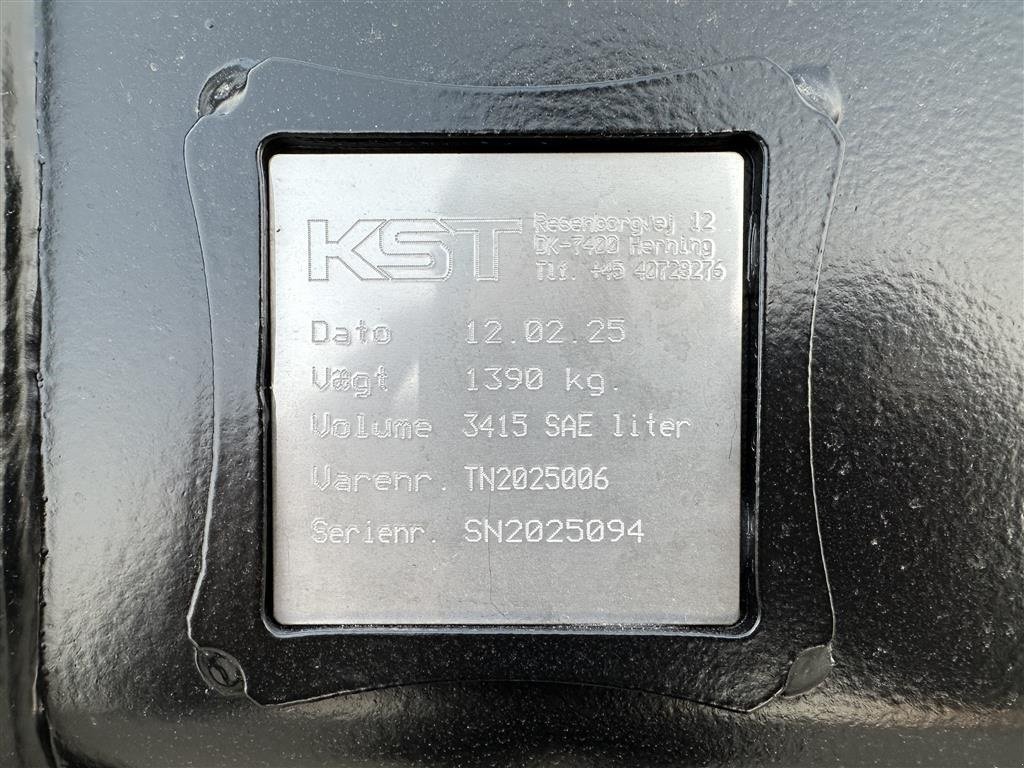 KST
Resenborgvej 12
DK-7400 Herning
Tlf. +45 40729276
Dato 12.02.25
Vægt 1390 kg.
Volume 3415 SAE liter
Varenr. TN2025006
Serienr. SN2025094